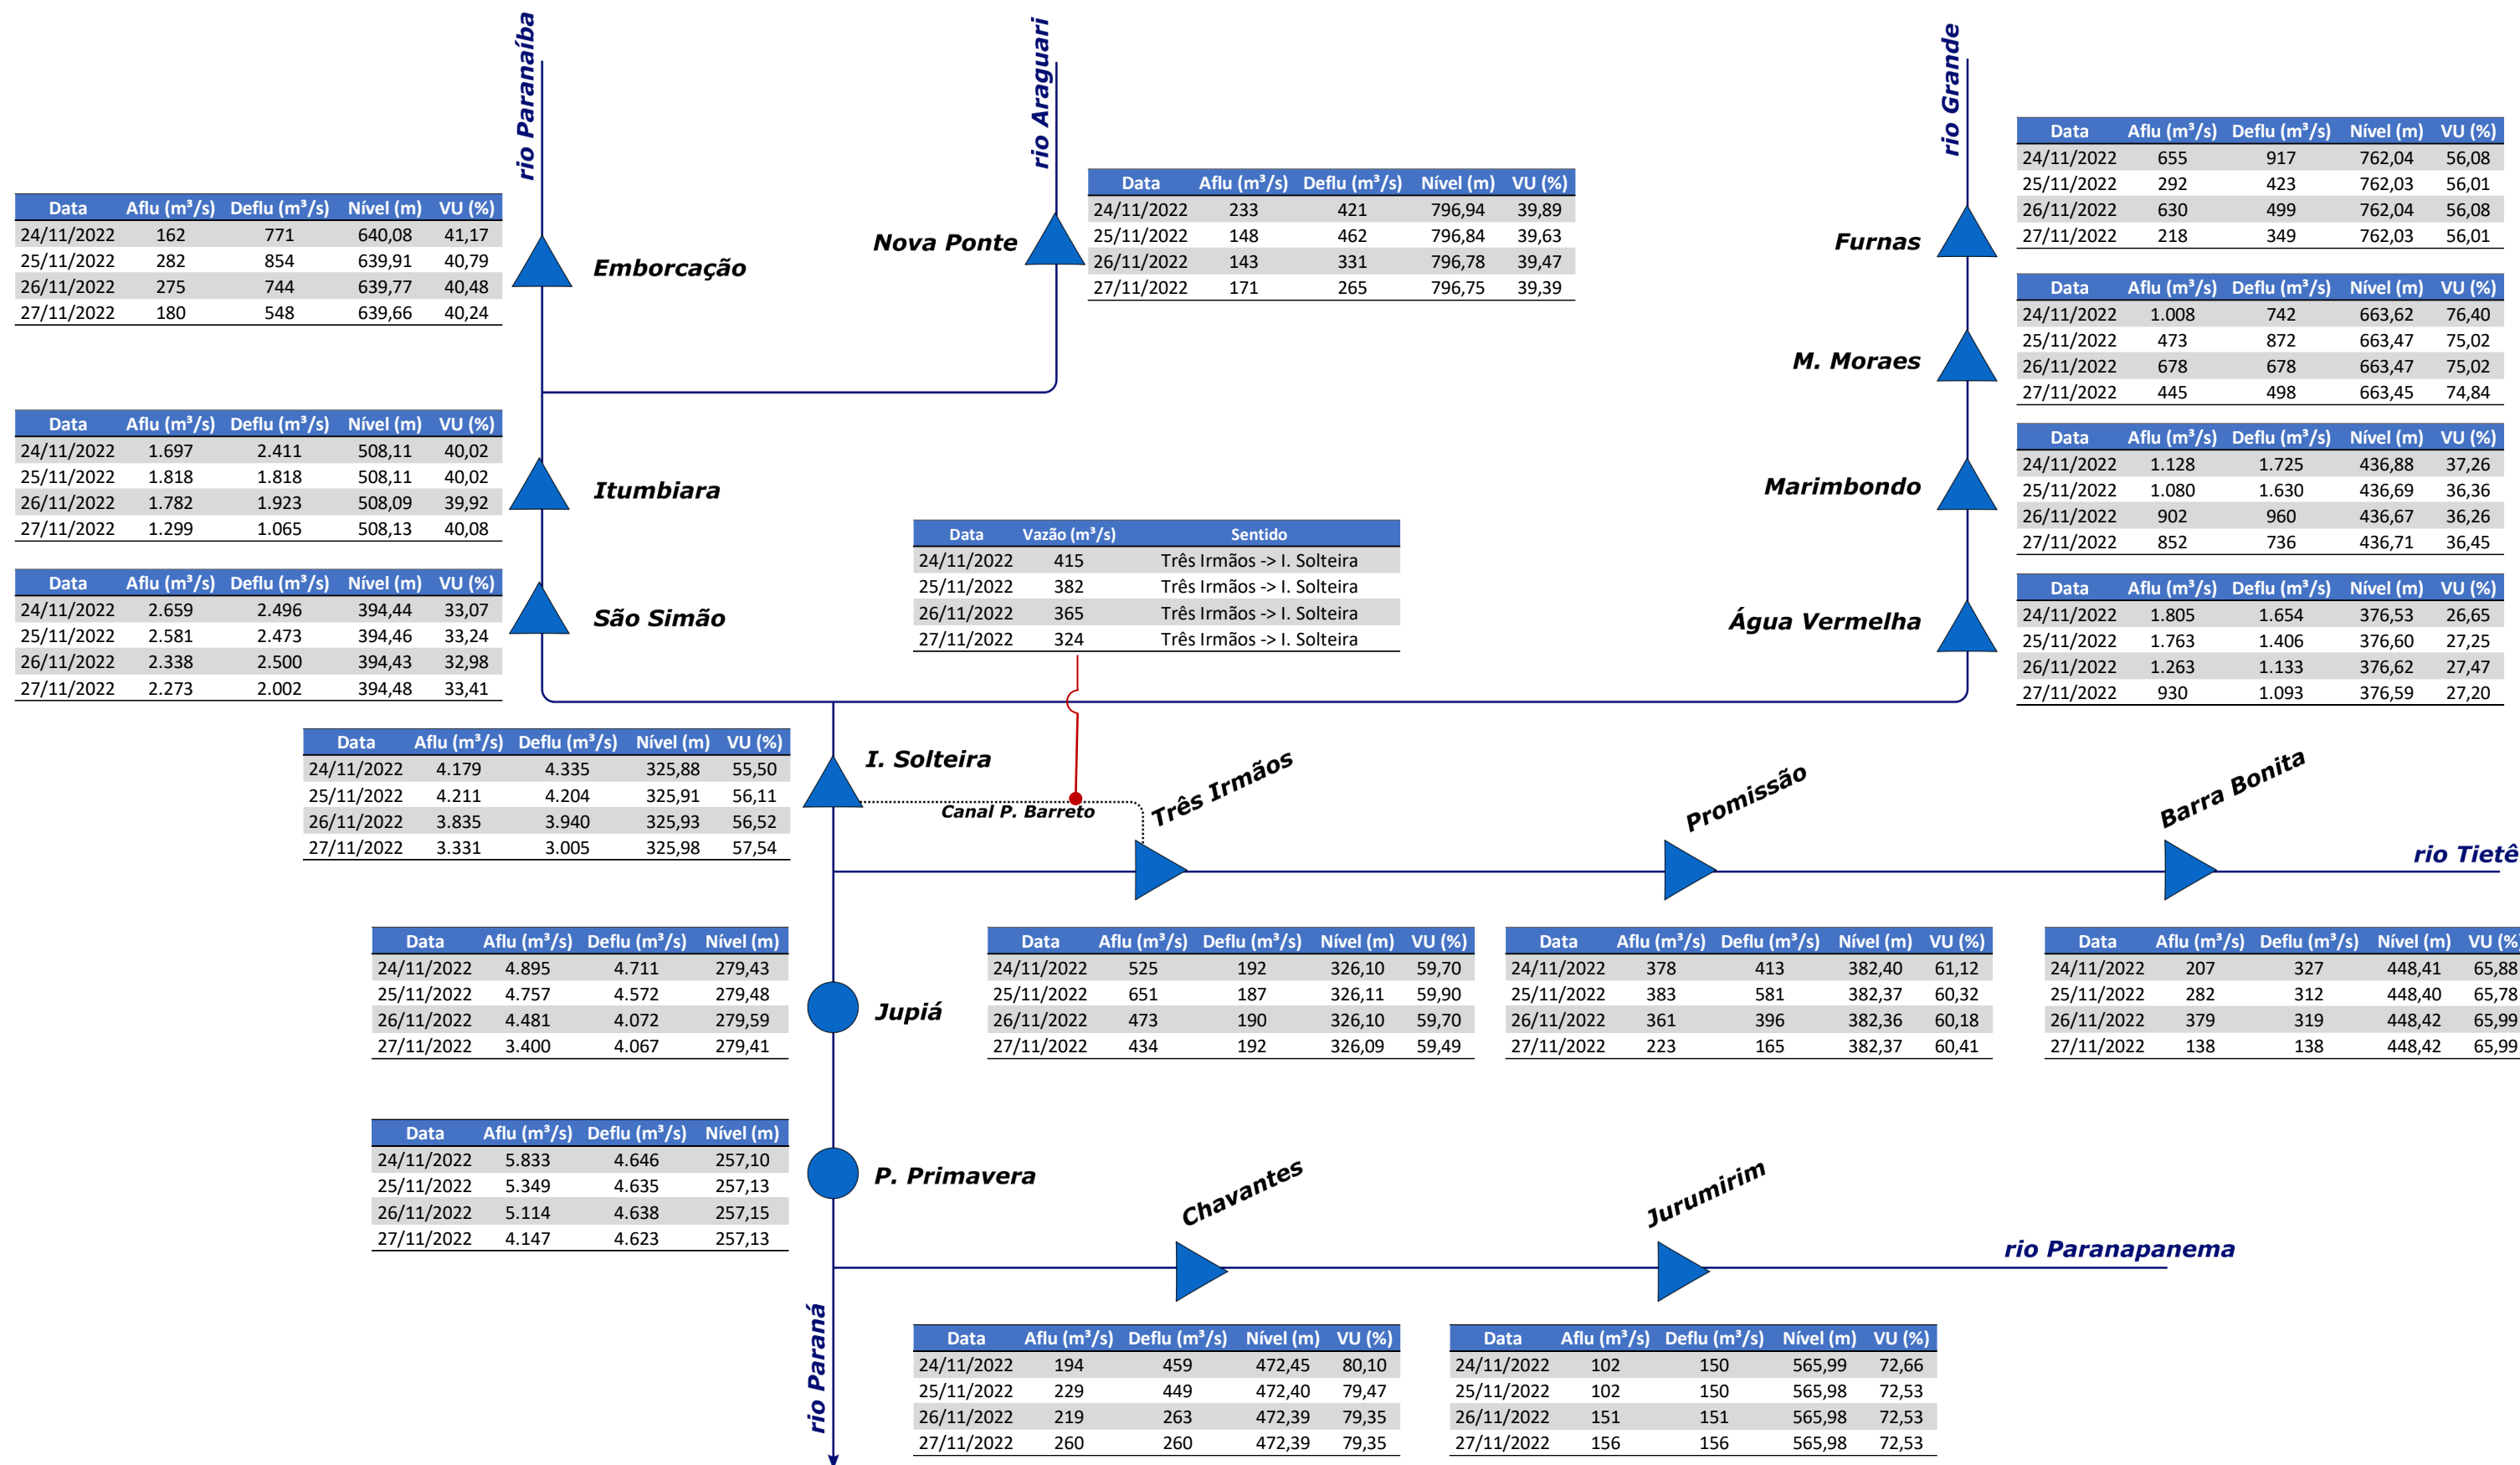 rio Paranaíba
rio Araguari
rio Grande
Data Aflu (m³/s) Deflu (m³/s) Nível (m) VU (%)
24/11/2022 655 917 762,04 56,08
25/11/2022 292 423 762,03 56,01
26/11/2022 630 499 762,04 56,08
27/11/2022 218 349 762,03 56,01
Furnas
Data Aflu (m³/s) Deflu (m³/s) Nível (m) VU (%)
24/11/2022 233 421 796,94 39,89
25/11/2022 148 462 796,84 39,63
26/11/2022 143 331 796,78 39,47
27/11/2022 171 265 796,75 39,39
Nova Ponte
Data Aflu (m³/s) Deflu (m³/s) Nível (m) VU (%)
24/11/2022 162 771 640,08 41,17
25/11/2022 282 854 639,91 40,79
26/11/2022 275 744 639,77 40,48
27/11/2022 180 548 639,66 40,24
Emborcação
Data Aflu (m³/s) Deflu (m³/s) Nível (m) VU (%)
24/11/2022 1.008 742 663,62 76,40
25/11/2022 473 872 663,47 75,02
26/11/2022 678 678 663,47 75,02
27/11/2022 445 498 663,45 74,84
M. Moraes
Data Aflu (m³/s) Deflu (m³/s) Nível (m) VU (%)
24/11/2022 1.697 2.411 508,11 40,02
25/11/2022 1.818 1.818 508,11 40,02
26/11/2022 1.782 1.923 508,09 39,92
27/11/2022 1.299 1.065 508,13 40,08
Itumbiara
Data Aflu (m³/s) Deflu (m³/s) Nível (m) VU (%)
24/11/2022 1.128 1.725 436,88 37,26
25/11/2022 1.080 1.630 436,69 36,36
26/11/2022 902 960 436,67 36,26
27/11/2022 852 736 436,71 36,45
Marimbondo
Data Vazão (m³/s) Sentido
24/11/2022 415 Três Irmãos -> I. Solteira
25/11/2022 382 Três Irmãos -> I. Solteira
26/11/2022 365 Três Irmãos -> I. Solteira
27/11/2022 324 Três Irmãos -> I. Solteira
Data Aflu (m³/s) Deflu (m³/s) Nível (m) VU (%)
24/11/2022 2.659 2.496 394,44 33,07
25/11/2022 2.581 2.473 394,46 33,24
26/11/2022 2.338 2.500 394,43 32,98
27/11/2022 2.273 2.002 394,48 33,41
São Simão
Data Aflu (m³/s) Deflu (m³/s) Nível (m) VU (%)
24/11/2022 1.805 1.654 376,53 26,65
25/11/2022 1.763 1.406 376,60 27,25
26/11/2022 1.263 1.133 376,62 27,47
27/11/2022 930 1.093 376,59 27,20
Água Vermelha
Data Aflu (m³/s) Deflu (m³/s) Nível (m) VU (%)
24/11/2022 4.179 4.335 325,88 55,50
25/11/2022 4.211 4.204 325,91 56,11
26/11/2022 3.835 3.940 325,93 56,52
27/11/2022 3.331 3.005 325,98 57,54
I. Solteira
Canal P. Barreto
Três Irmãos
Promissão
Barra Bonita
rio Tietê
Data Aflu (m³/s) Deflu (m³/s) Nível (m)
24/11/2022 4.895 4.711 279,43
25/11/2022 4.757 4.572 279,48
26/11/2022 4.481 4.072 279,59
27/11/2022 3.400 4.067 279,41
Jupiá
Data Aflu (m³/s) Deflu (m³/s) Nível (m) VU (%)
24/11/2022 525 192 326,10 59,70
25/11/2022 651 187 326,11 59,90
26/11/2022 473 190 326,10 59,70
27/11/2022 434 192 326,09 59,49
Data Aflu (m³/s) Deflu (m³/s) Nível (m) VU (%)
24/11/2022 378 413 382,40 61,12
25/11/2022 383 581 382,37 60,32
26/11/2022 361 396 382,36 60,18
27/11/2022 223 165 382,37 60,41
Data Aflu (m³/s) Deflu (m³/s) Nível (m) VU (%)
24/11/2022 207 327 448,41 65,88
25/11/2022 282 312 448,40 65,78
26/11/2022 379 319 448,42 65,99
27/11/2022 138 138 448,42 65,99
Data Aflu (m³/s) Deflu (m³/s) Nível (m)
24/11/2022 5.833 4.646 257,10
25/11/2022 5.349 4.635 257,13
26/11/2022 5.114 4.638 257,15
27/11/2022 4.147 4.623 257,13
P. Primavera
Chavantes
Jurumirim
rio Paranapanema
rio Paraná
Data Aflu (m³/s) Deflu (m³/s) Nível (m) VU (%)
24/11/2022 194 459 472,45 80,10
25/11/2022 229 449 472,40 79,47
26/11/2022 219 263 472,39 79,35
27/11/2022 260 260 472,39 79,35
Data Aflu (m³/s) Deflu (m³/s) Nível (m) VU (%)
24/11/2022 102 150 565,99 72,66
25/11/2022 102 150 565,98 72,53
26/11/2022 151 151 565,98 72,53
27/11/2022 156 156 565,98 72,53